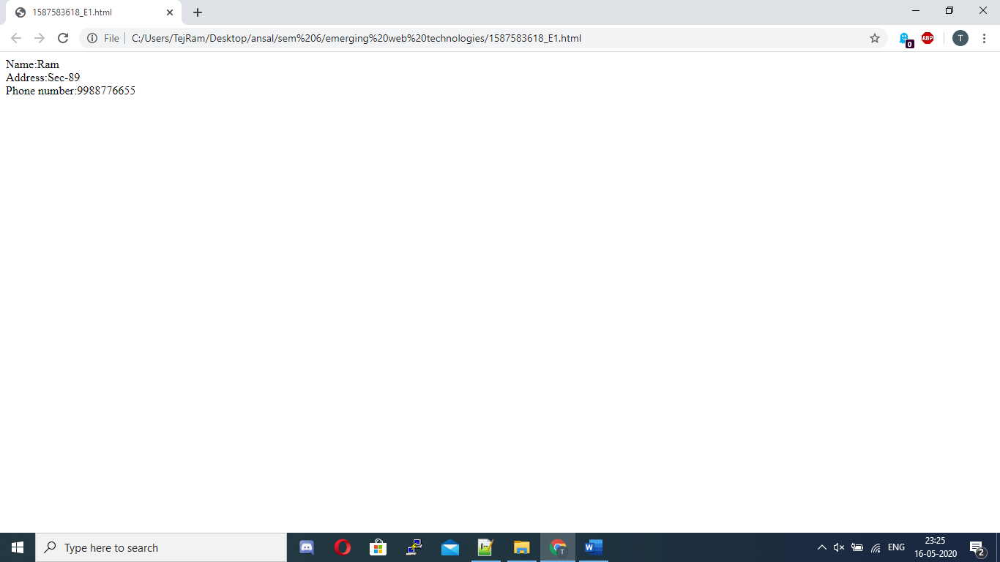 1587583618_E1.html
File
C:/Users/TejRam/Desktop/ansal/sem%206/emerging%20web%20technologies/1587583618_E1.html
0
ABP
T
Name:Ram
Address:Sec-89
Phone number:9988776655
Type here to search
T
W
ENG
23:25
16-05-2020
2